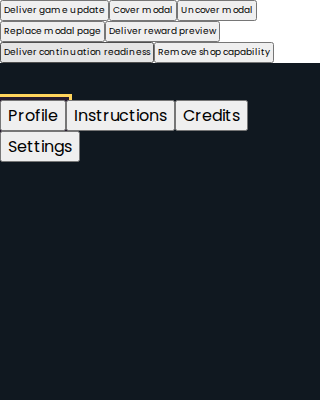 Deliver game update Cover modal Uncover modal
Replace modal page Deliver reward preview
Deliver continuation readiness Remove shop capability
Profile Instructions Credits
Settings